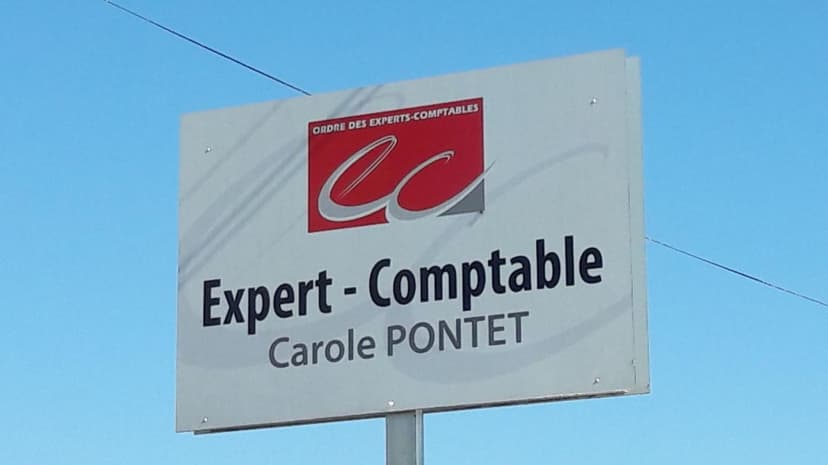 ORDRE DES EXPERTS-COMPTABLES
ec
Expert - Comptable
Carole PONTET